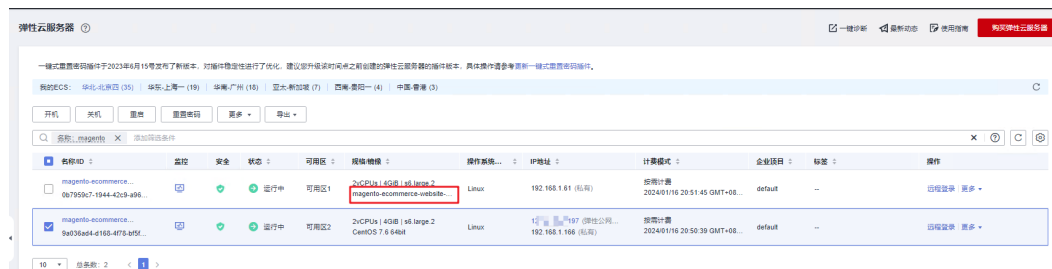 弹性云服务器
一键诊断 最新动态 使用指南 购买弹性云服务器
一键式重置密码插件于2023年6月15号发布了新版本，对插件稳定性进行了优化，建议您升级该时间点之前创建的弹性云服务器的插件版本，具体操作请参考更新一键式重置密码插件。
我的ECS： 华北-北京四 (35) 华东-上海一 (19) 华南-广州 (18) 亚太-新加坡 (7) 西南-贵阳一 (4) 中国-香港 (3)
开机 关机 重启 重置密码 更多 导出
名称: magento X 添加筛选条件
名称/ID 监控 安全 状态 可用区 规格/镜像 操作系统... IP地址 计费模式 企业项目 标签 操作
magento-ecommerce... 运行中 可用区1 2vCPUs | 4GiB | s6.large.2 Linux 192.168.1.61 (私有) 按需计费 default -- 远程登录 更多
0b7959c7-1944-42c9-a96... magento-ecommerce-website-... 2024/01/16 20:51:45 GMT+08...
magento-ecommerce... 运行中 可用区2 2vCPUs | 4GiB | s6.large.2 Linux 197 (弹性公网... 按需计费 default -- 远程登录 更多
9a036ad4-d168-4f78-bf5f... CentOS 7.6 64bit 192.168.1.166 (私有) 2024/01/16 20:50:39 GMT+08...
10 总条数: 2 < 1 >